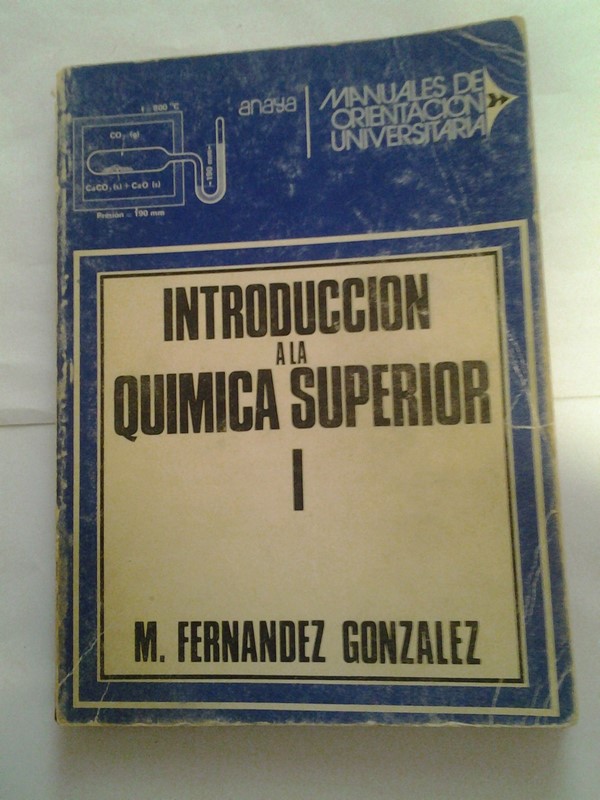 anaya
MANUALES DE
ORIENTACION
UNIVERSITARIA
CO₂ (g)
CaCO₃ (s) + CaO (s)
Presión = 190 mm
INTRODUCCION
A LA
QUIMICA SUPERIOR
I
M. FERNANDEZ GONZALEZ